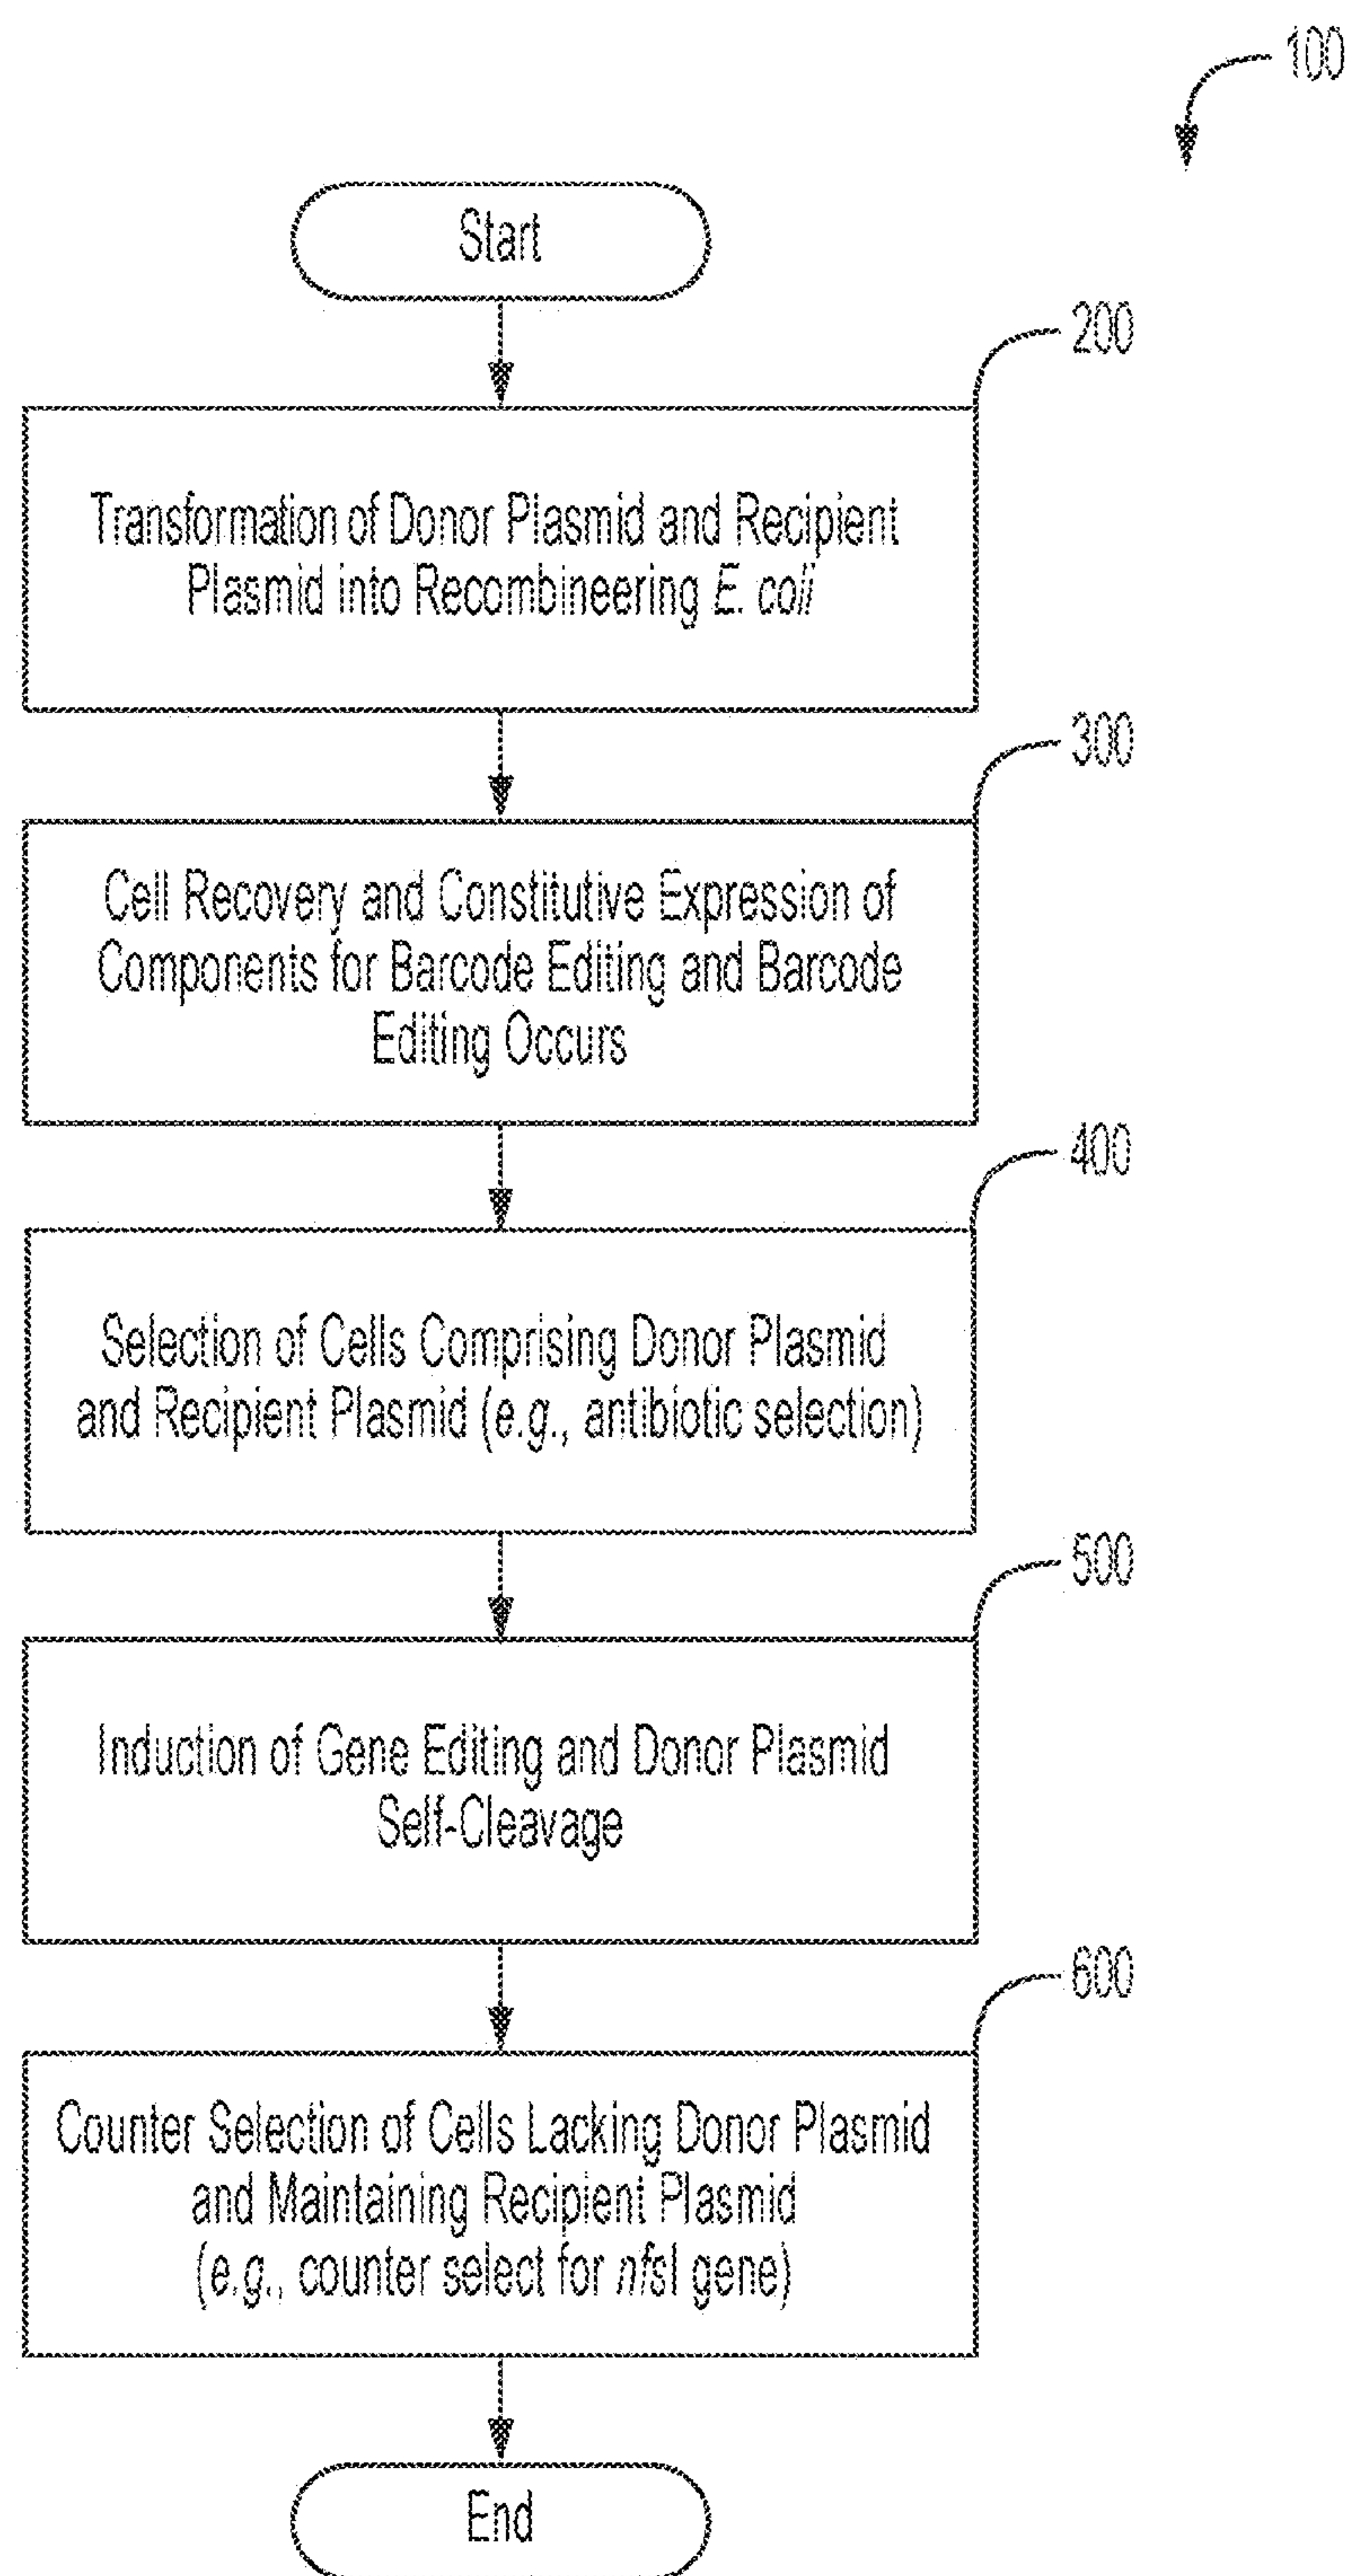 100
Start
200
Transformation of Donor Plasmid and Recipient
Plasmid into Recombineering E. coli
300
Cell Recovery and Constitutive Expression of
Components for Barcode Editing and Barcode
Editing Occurs
400
Selection of Cells Comprising Donor Plasmid
and Recipient Plasmid (e.g., antibiotic selection)
500
Induction of Gene Editing and Donor Plasmid
Self-Cleavage
600
Counter Selection of Cells Lacking Donor Plasmid
and Maintaining Recipient Plasmid
(e.g., counter select for nfsI gene)
End